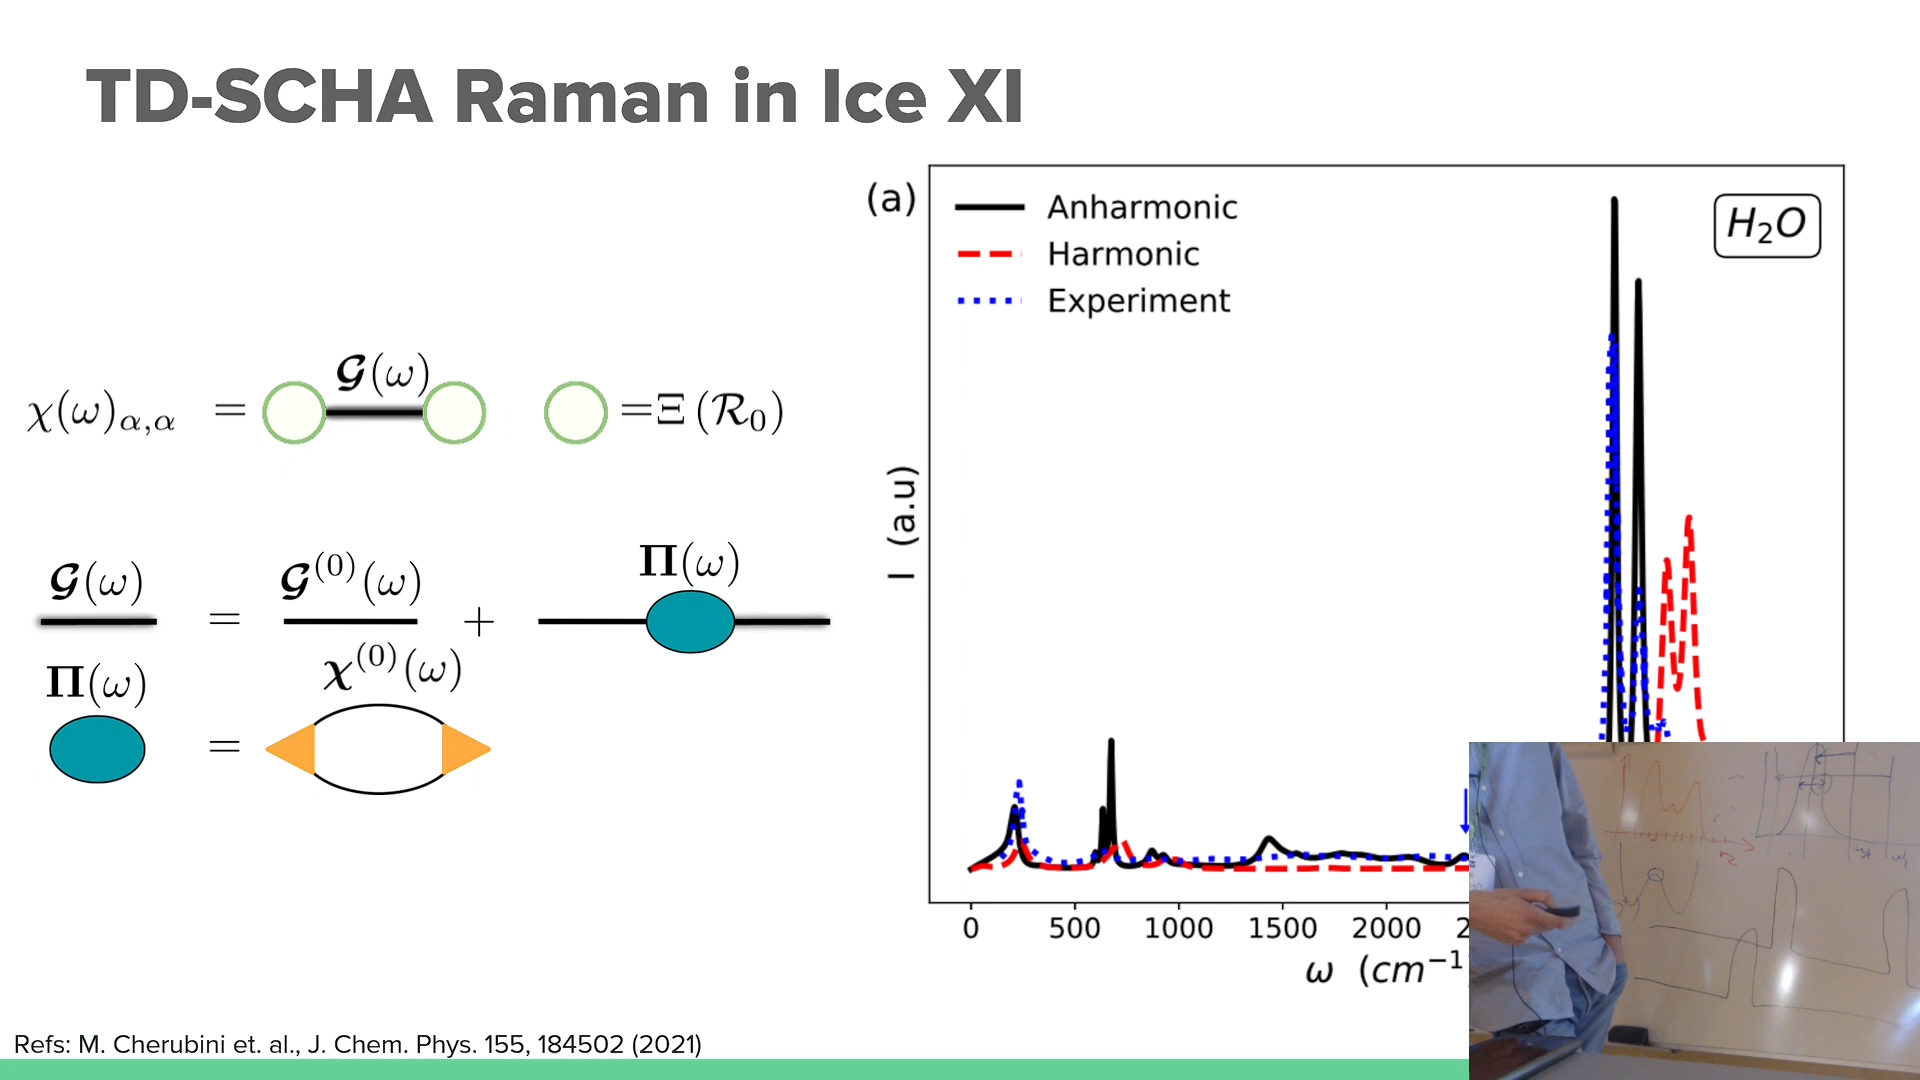 TD-SCHA Raman in Ice XI
χ(ω)α,α = 𝓖(ω) =Ξ (𝓡₀)
𝓖(ω) = 𝓖⁽⁰⁾(ω) + Π(ω)
Π(ω) = χ⁽⁰⁾(ω)
(a)
Anharmonic
Harmonic
Experiment
H₂O
I (a.u)
0 500 1000 1500 2000
ω (cm⁻¹
Refs: M. Cherubini et. al., J. Chem. Phys. 155, 184502 (2021)